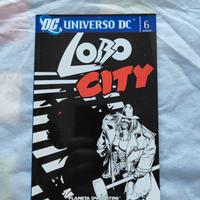 DC UNIVERSO DC 6
LOBO
CITY
PLANETA DEAGOSTINI